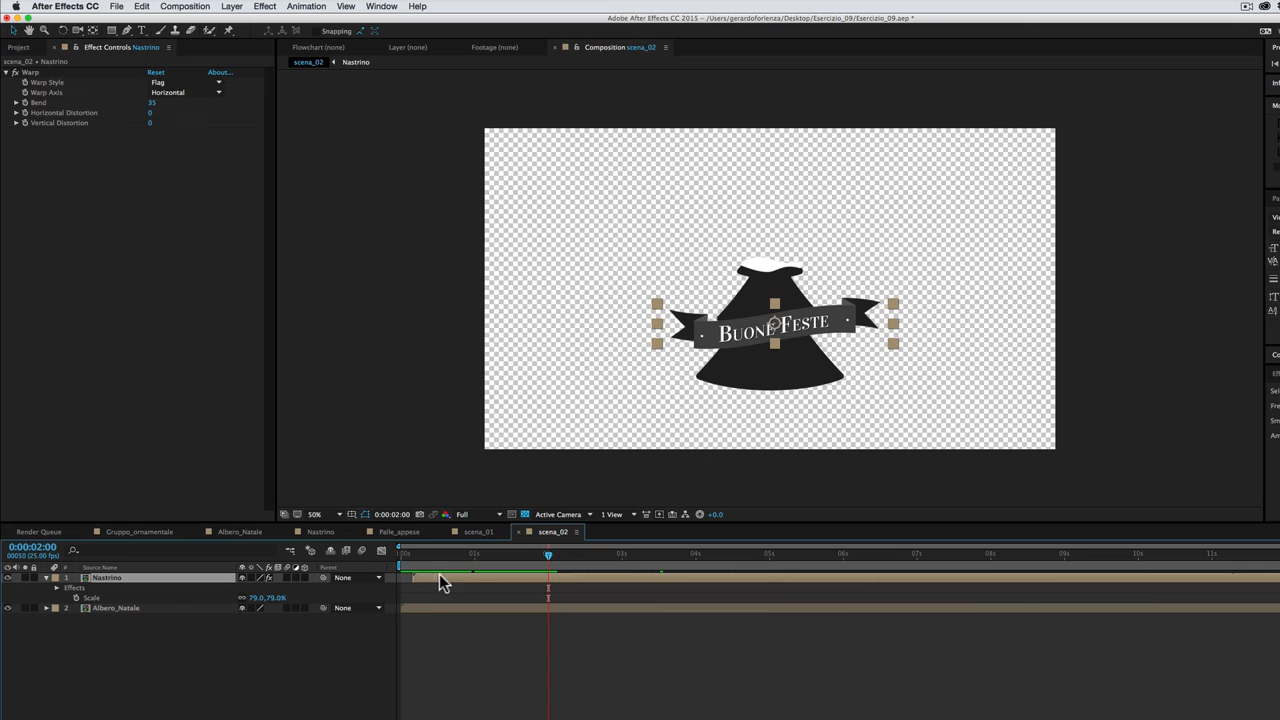 After Effects CC File Edit Composition Layer Effect Animation View Window Help
Adobe After Effects CC 2015 - /Users/gerardoforlenza/Desktop/Esercizio_09/Esercizio_09.aep *
Snapping
Project Effect Controls Nastrino Flowchart (none) Layer (none) Footage (none) Composition scena_02
scena_02 • Nastrino
scena_02 Nastrino
fx Warp Reset About...
Warp Style Flag
Warp Axis Horizontal
Bend 35
Horizontal Distortion 0
Vertical Distortion 0
Buone Feste
50% 0:00:02:00 Full Active Camera 1 View +0.0
Render Queue Gruppo_ornamentale Albero_Natale Nastrino Palle_appese scena_01 scena_02
0:00:02:00
00050 (25.00 fps)
:00s 01s 03s 04s 05s 06s 07s 08s 09s 10s 11s
# Source Name Parent
1 Nastrino None
Effects
Scale 79.0,79.0%
2 Albero_Natale None